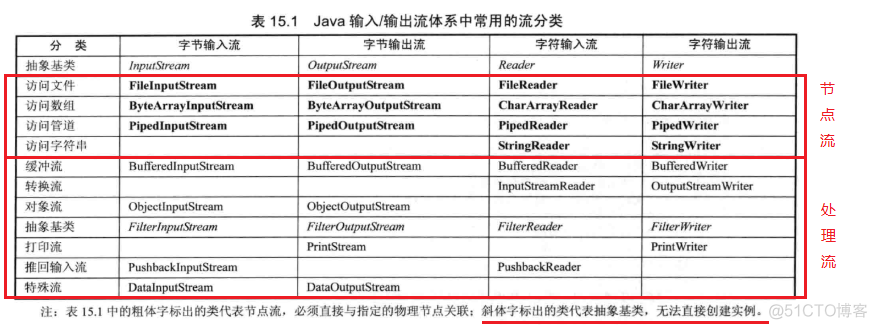 表 15.1 Java 输入/输出流体系中常用的流分类
分 类 字节输入流 字节输出流 字符输入流 字符输出流
抽象基类 InputStream OutputStream Reader Writer
访问文件 FileInputStream FileOutputStream FileReader FileWriter
访问数组 ByteArrayInputStream ByteArrayOutputStream CharArrayReader CharArrayWriter
访问管道 PipedInputStream PipedOutputStream PipedReader PipedWriter
访问字符串 StringReader StringWriter
节点流
缓冲流 BufferedInputStream BufferedOutputStream BufferedReader BufferedWriter
转换流 InputStreamReader OutputStreamWriter
对象流 ObjectInputStream ObjectOutputStream
抽象基类 FilterInputStream FilterOutputStream FilterReader FilterWriter
打印流 PrintStream PrintWriter
推回输入流 PushbackInputStream PushbackReader
特殊流 DataInputStream DataOutputStream
处理流
注：表 15.1 中的粗体字标出的类代表节点流，必须直接与指定的物理节点关联；斜体字标出的类代表抽象基类，无法直接创建实例。
@51CTO博客